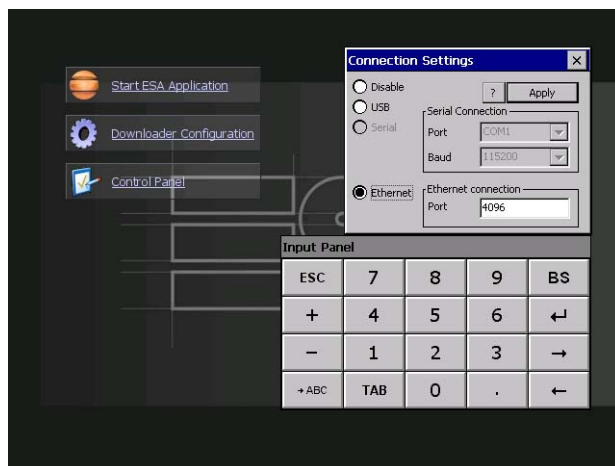 Start ESA Application
Downloader Configuration
Control Panel
Connection Settings
Disable
USB
Serial
? Apply
Serial Connection
Port COM1
Baud 115200
Ethernet
Ethernet connection
Port 4096
Input Panel
ESC 7 8 9 BS
+ 4 5 6 ↵
- 1 2 3 →
→ABC TAB 0 . ←